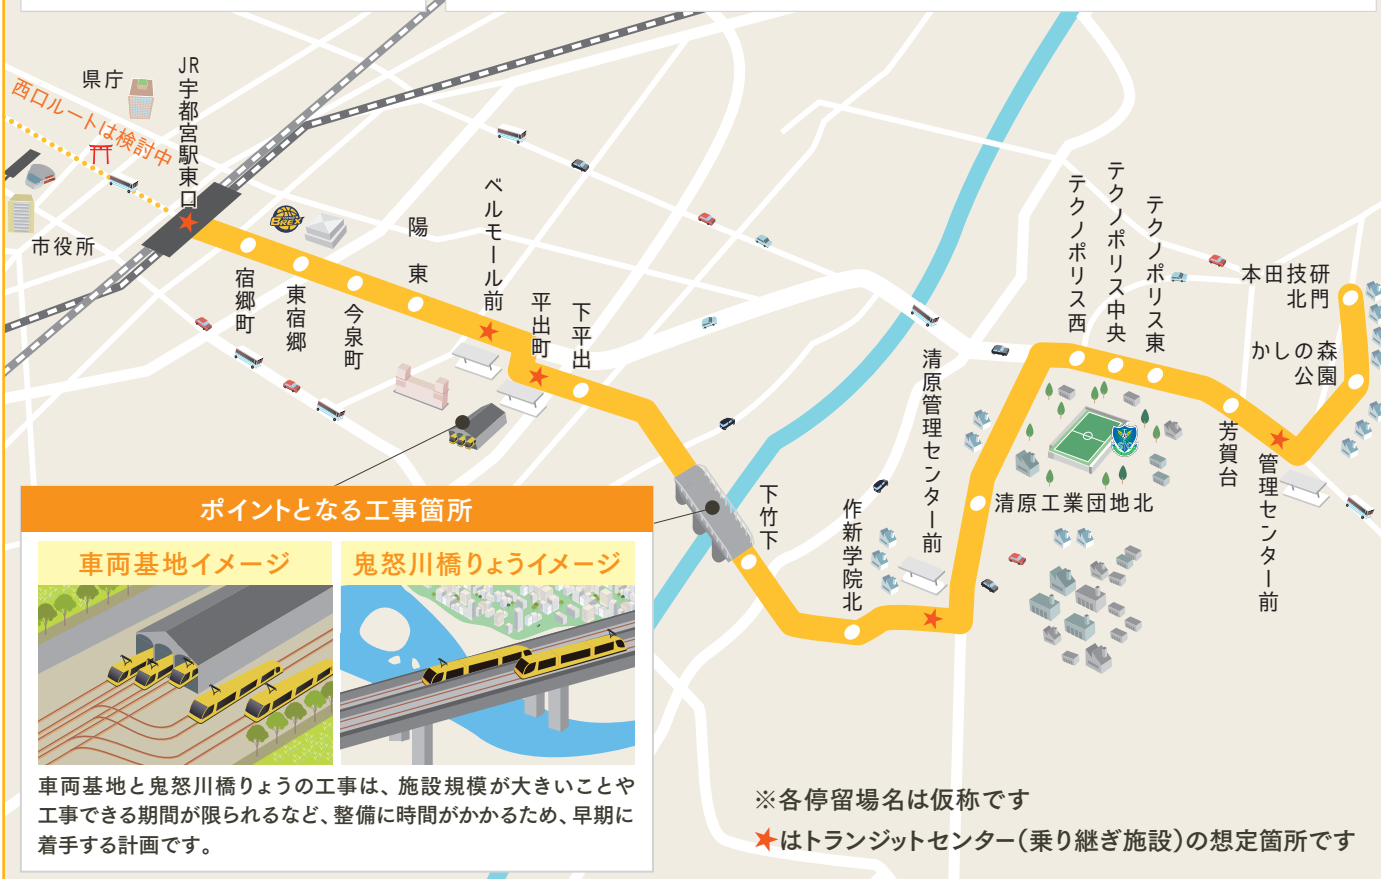 県庁
JR宇都宮駅東口
西口ルートは検討中
市役所
BREX
宿郷町
東宿郷
今泉町
陽東
ベルモール前
平出町
下平出
下竹下
作新学院北
清原管理センター前
清原工業団地北
テクノポリス西
テクノポリス中央
テクノポリス東
芳賀台
管理センター前
かしの森
公園
本田技研
北門
ポイントとなる工事箇所
車両基地イメージ
鬼怒川橋りょうイメージ
車両基地と鬼怒川橋りょうの工事は、施設規模が大きいことや
工事できる期間が限られるなど、整備に時間がかかるため、早期に
着手する計画です。
※各停留場名は仮称です
★はトランジットセンター(乗り継ぎ施設)の想定箇所です